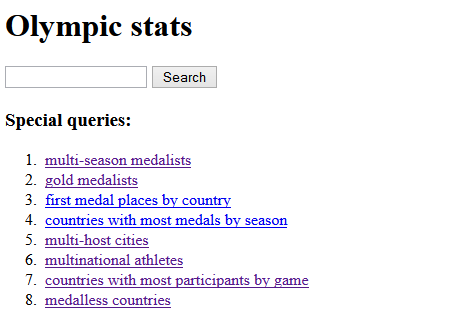 Olympic stats
Search
Special queries:
1. multi-season medalists
2. gold medalists
3. first medal places by country
4. countries with most medals by season
5. multi-host cities
6. multinational athletes
7. countries with most participants by game
8. medalless countries